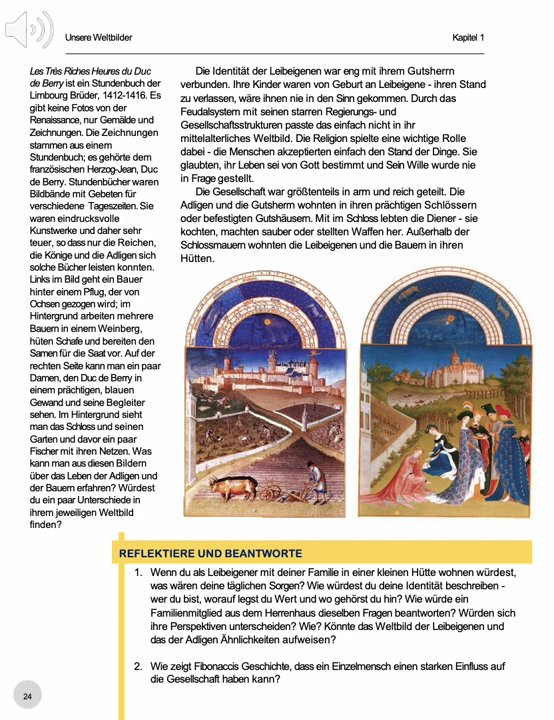 Unsere Weltbilder
Kapitel 1
Les Très Riches Heures du Duc
de Berry ist ein Stundenbuch der
Limbourg Brüder, 1412-1416. Es
gibt keine Fotos von der
Renaissance, nur Gemälde und
Zeichnungen. Die Zeichnungen
stammen aus einem
Stundenbuch; es gehörte dem
französischen Herzog-Jean, Duc
de Berry. Stundenbücher waren
Bildbände mit Gebeten für
verschiedene Tageszeiten. Sie
waren eindrucksvolle
Kunstwerke und daher sehr
teuer, so dass nur die Reichen,
die Könige und die Adligen sich
solche Bücher leisten konnten.
Links im Bild geht ein Bauer
hinter einem Pflug, der von
Ochsen gezogen wird; im
Hintergrund arbeiten mehrere
Bauern in einem Weinberg,
hüten Schafe und bereiten den
Samen für die Saat vor. Auf der
rechten Seite kann man ein paar
Damen, den Duc de Berry in
einem prächtigen, blauen
Gewand und seine Begleiter
sehen. Im Hintergrund sieht
man das Schloss und seinen
Garten und davor ein paar
Fischer mit ihren Netzen. Was
kann man aus diesen Bildern
über das Leben der Adligen und
der Bauern erfahren? Würdest
du ein paar Unterschiede in
ihrem jeweiligen Weltbild
finden?
Die Identität der Leibeigenen war eng mit ihrem Gutsherrn
verbunden. Ihre Kinder waren von Geburt an Leibeigene - ihren Stand
zu verlassen, wäre ihnen nie in den Sinn gekommen. Durch das
Feudalsystem mit seinen starren Regierungs- und
Gesellschaftsstrukturen passte das einfach nicht in ihr
mittelalterliches Weltbild. Die Religion spielte eine wichtige Rolle
dabei - die Menschen akzeptierten einfach den Stand der Dinge. Sie
glaubten, ihr Leben sei von Gott bestimmt und Sein Wille wurde nie
in Frage gestellt.
Die Gesellschaft war größtenteils in arm und reich geteilt. Die
Adligen und die Gutsherrn wohnten in ihren prächtigen Schlössern
oder befestigten Gutshäusern. Mit im Schloss lebten die Diener - sie
kochten, machten sauber oder stellten Waffen her. Außerhalb der
Schlossmauern wohnten die Leibeigenen und die Bauern in ihren
Hütten.
REFLEKTIERE UND BEANTWORTE
1. Wenn du als Leibeigener mit deiner Familie in einer kleinen Hütte wohnen würdest,
was wären deine täglichen Sorgen? Wie würdest du deine Identität beschreiben -
wer du bist, worauf legst du Wert und wo gehörst du hin? Wie würde ein
Familienmitglied aus dem Herrenhaus dieselben Fragen beantworten? Würden sich
ihre Perspektiven unterscheiden? Wie? Könnte das Weltbild der Leibeigenen und
das der Adligen Ähnlichkeiten aufweisen?
2. Wie zeigt Fibonaccis Geschichte, dass ein Einzelmensch einen starken Einfluss auf
die Gesellschaft haben kann?
24